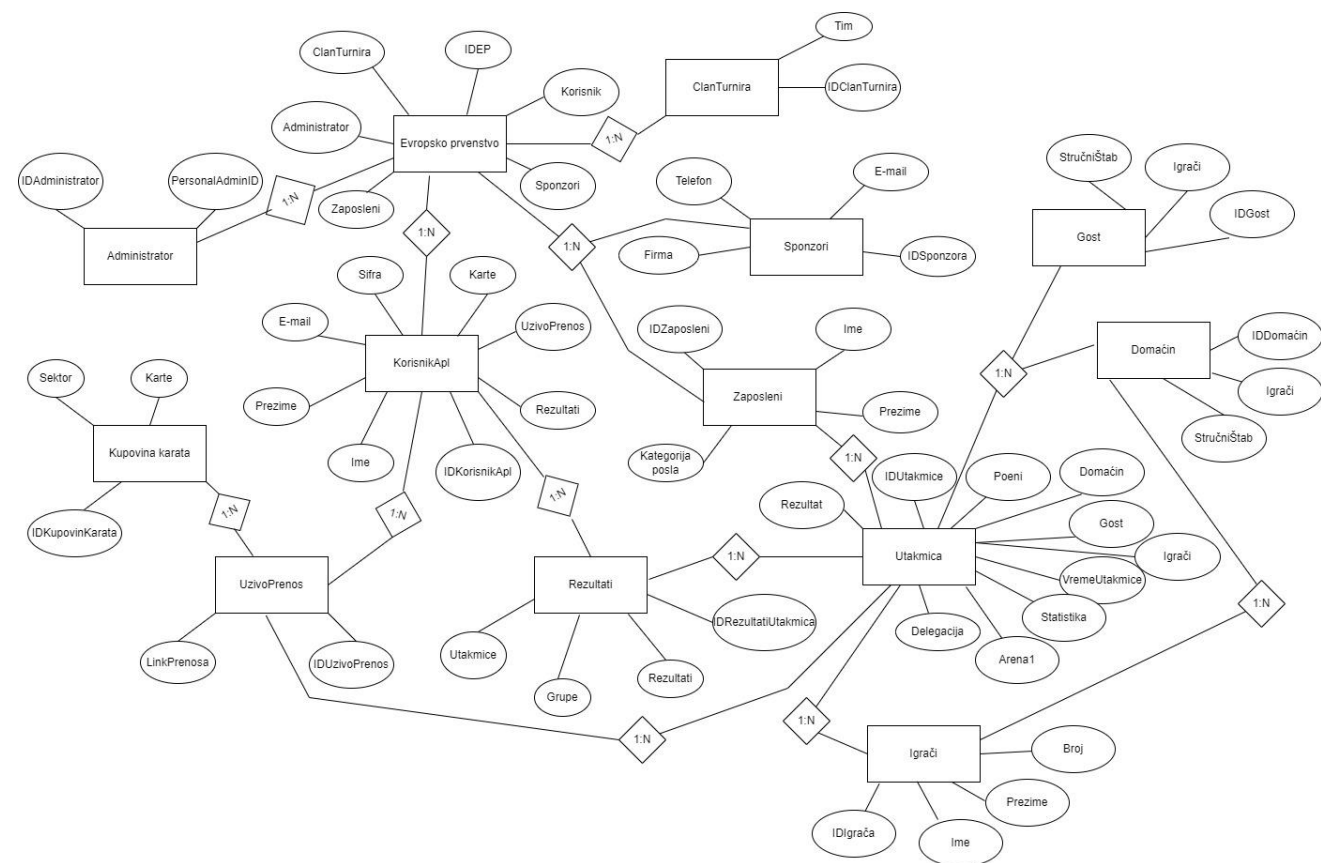 Tim
ClanTurnira
IDEP
ClanTurnira
IDClanTurnira
Korisnik
Administrator
Evropsko prvenstvo
1:N
StručniŠtab
Igrači
IDAdministrator
PersonalAdminID
1:N
Zaposleni
Sponzori
Telefon
E-mail
IDGost
Gost
Administrator
1:N
1:N
Sponzori
Firma
IDSponzora
Sifra
Karte
E-mail
UzivoPrenos
IDZaposleni
Ime
IDDomaćin
Domaćin
KorisnikApl
Sektor
Karte
1:N
Igrači
Zaposleni
Prezime
Rezultati
Prezime
StručniŠtab
Kupovina karata
Kategorija
posla
1:N
Ime
IDKorisnikApl
IDUtakmice
Poeni
Domaćin
1:N
1:N
1:N
Rezultat
Gost
IDKupovinKarata
UzivoPrenos
Rezultati
1:N
Utakmica
Igrači
VremeUtakmice
1:N
Statistika
IDRezultatiUtakmica
Delegacija
Arena1
Utakmice
LinkPrenosa
IDUzivoPrenos
Rezultati
Grupe
1:N
1:N
Igrači
Broj
Prezime
IDIgrača
Ime